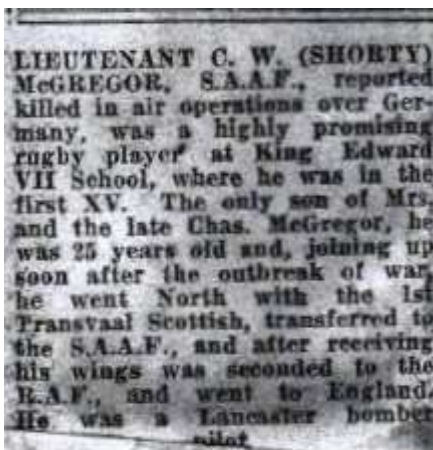 LIEUTENANT C. W. (SHORTY)
McGREGOR, S.A.A.F., reported
killed in air operations over Ger-
many, was a highly promising
rugby player at King Edward
VII School, where he was in the
first XV. The only son of Mrs.
and the late Chas. McGregor, he
was 25 years old and, joining up
soon after the outbreak of war,
he went North with the 1st
Transvaal Scottish, transferred to
the S.A.A.F., and after receiving
his wings was seconded to the
R.A.F., and went to England.
He was a Lancaster bomber
pilot